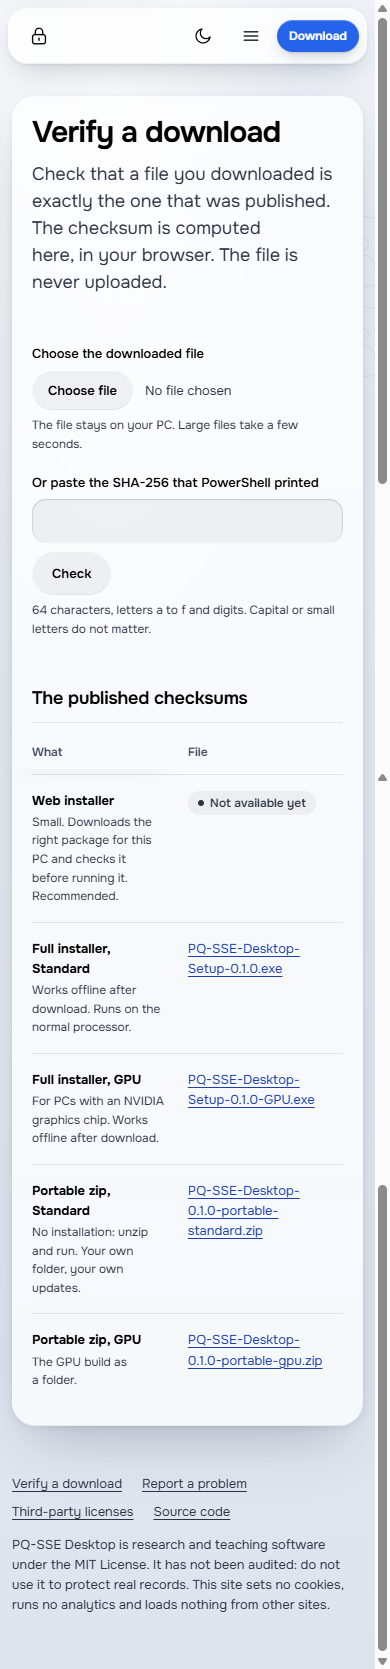 Download
Verify a download
Check that a file you downloaded is
exactly the one that was published.
The checksum is computed
here, in your browser. The file is
never uploaded.
Choose the downloaded file
Choose file No file chosen
The file stays on your PC. Large files take a few
seconds.
Or paste the SHA-256 that PowerShell printed
Check
64 characters, letters a to f and digits. Capital or small
letters do not matter.
The published checksums
What File
Web installer
Not available yet
Small. Downloads the
right package for this
PC and checks it
before running it.
Recommended.
Full installer,
Standard
Works offline after
download. Runs on the
normal processor.
PQ-SSE-Desktop-
Setup-0.1.0.exe
Full installer, GPU
For PCs with an NVIDIA
graphics chip. Works
offline after download.
PQ-SSE-Desktop-
Setup-0.1.0-GPU.exe
Portable zip,
Standard
No installation: unzip
and run. Your own
folder, your own
updates.
PQ-SSE-Desktop-
0.1.0-portable-
standard.zip
Portable zip, GPU
The GPU build as
a folder.
PQ-SSE-Desktop-
0.1.0-portable-gpu.zip
Verify a download Report a problem
Third-party licenses Source code
PQ-SSE Desktop is research and teaching software
under the MIT License. It has not been audited: do not
use it to protect real records. This site sets no cookies,
runs no analytics and loads nothing from other sites.